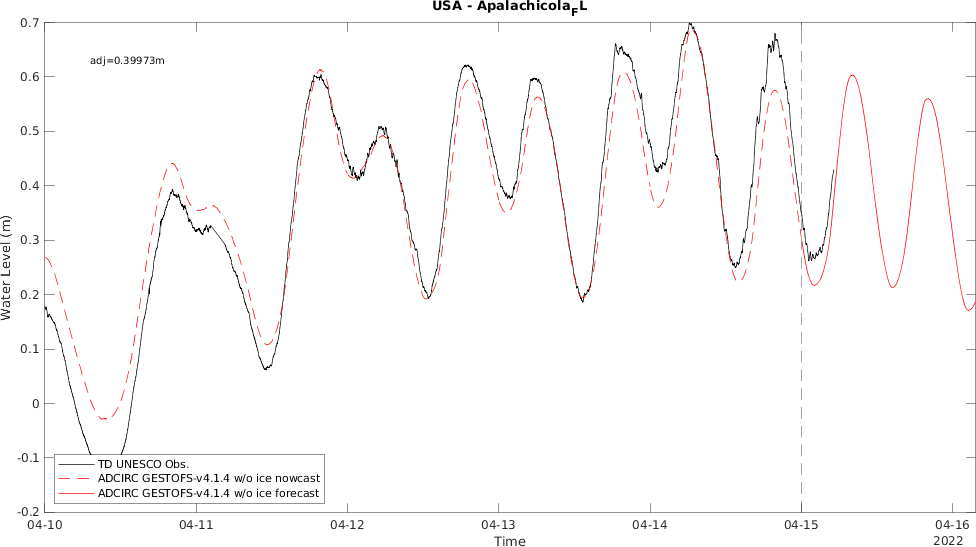 USA - Apalachicola_FL
adj=0.39973m
0.7
0.6
0.5
0.4
0.3
0.2
0.1
0
-0.1
-0.2
Water Level (m)
TD UNESCO Obs.
ADCIRC GESTOFS-v4.1.4 w/o ice nowcast
ADCIRC GESTOFS-v4.1.4 w/o ice forecast
04-10 04-11 04-12 04-13 04-14 04-15 04-16
Time
2022